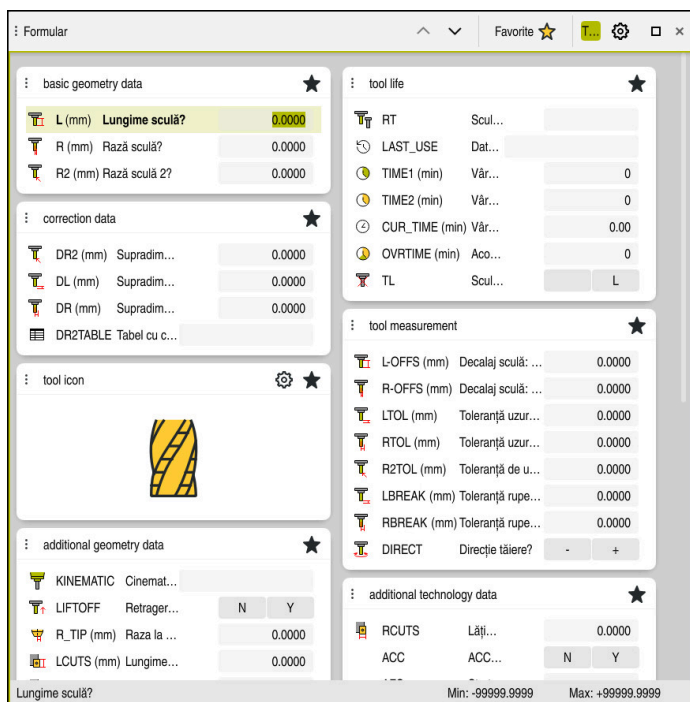 Formular
Favorite
T...
basic geometry data
L (mm) Lungime sculă? 0.0000
R (mm) Rază sculă? 0.0000
R2 (mm) Rază sculă 2? 0.0000
correction data
DR2 (mm) Supradim... 0.0000
DL (mm) Supradim... 0.0000
DR (mm) Supradim... 0.0000
DR2TABLE Tabel cu c...
tool icon
additional geometry data
KINEMATIC Cinemat...
LIFTOFF Retrager... N Y
R_TIP (mm) Raza la ... 0.0000
LCUTS (mm) Lungime... 0.0000
tool life
RT Scul...
LAST_USE Dat...
TIME1 (min) Vâr... 0
TIME2 (min) Vâr... 0
CUR_TIME (min) Vâr... 0.00
OVRTIME (min) Aco... 0
TL Scul... L
tool measurement
L-OFFS (mm) Decalaj sculă: ... 0.0000
R-OFFS (mm) Decalaj sculă: ... 0.0000
LTOL (mm) Toleranță uzur... 0.0000
RTOL (mm) Toleranță uzur... 0.0000
R2TOL (mm) Toleranță de u... 0.0000
LBREAK (mm) Toleranță rupe... 0.0000
RBREAK (mm) Toleranță rupe... 0.0000
DIRECT Direcție tăiere? - +
additional technology data
RCUTS Lăți... 0.0000
ACC ACC... N Y
Lungime sculă? Min: -99999.9999 Max: +99999.9999